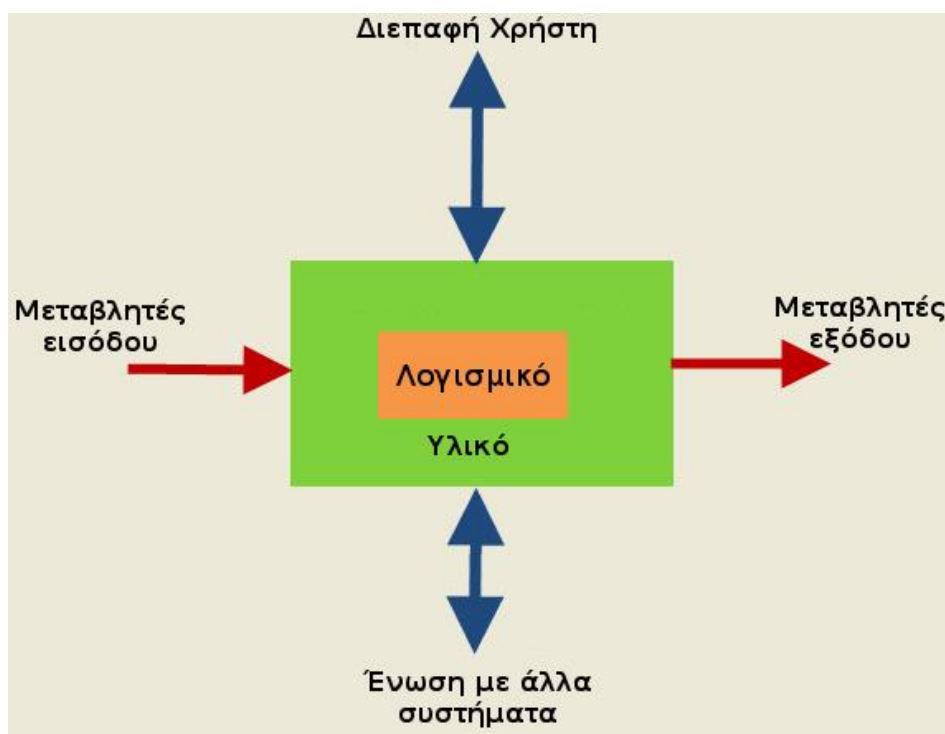 Διεπαφή Χρήστη
Μεταβλητές
εισόδου
Μεταβλητές
εξόδου
Λογισμικό
Υλικό
Ένωση με άλλα
συστήματα